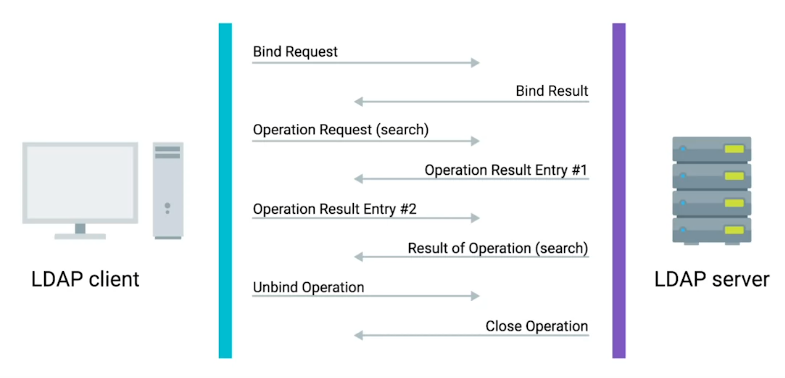 Bind Request
Bind Result
Operation Request (search)
Operation Result Entry #1
Operation Result Entry #2
Result of Operation (search)
Unbind Operation
Close Operation
LDAP client
LDAP server